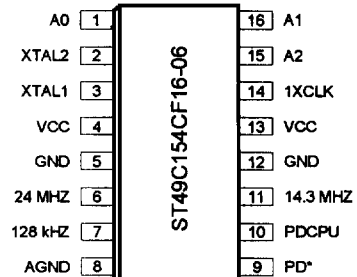 A0 1 16 A1
XTAL2 2 15 A2
XTAL1 3 14 1XCLK
VCC 4 13 VCC
GND 5 12 GND
24 MHZ 6 11 14.3 MHZ
128 kHZ 7 10 PDCPU
AGND 8 9 PD*
ST49C154CF16-06